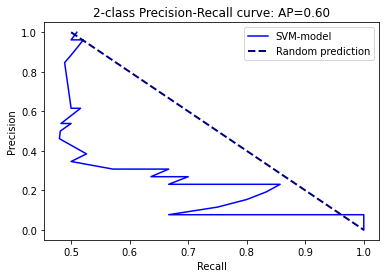 2-class Precision-Recall curve: AP=0.60
SVM-model
Random prediction
Precision
1.0
0.8
0.6
0.4
0.2
0.0
0.5
0.6
0.7
0.8
0.9
1.0
Recall